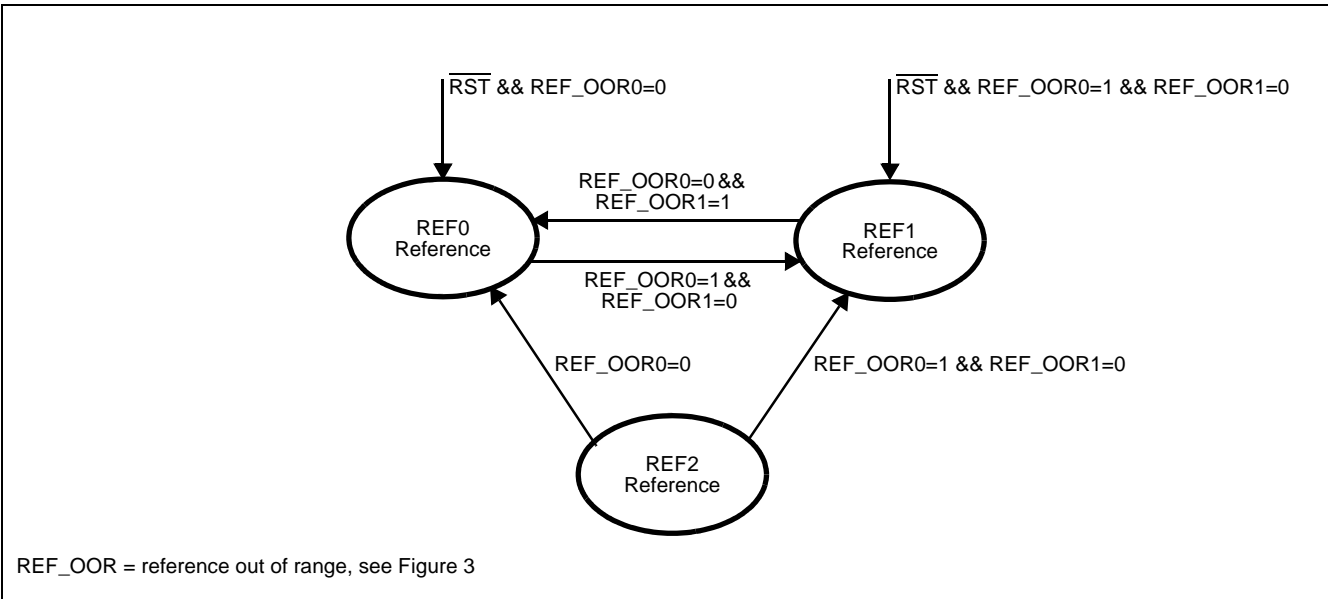 RST && REF_OOR0=0
RST && REF_OOR0=1 && REF_OOR1=0
REF_OOR0=0 &&
REF_OOR1=1
REF0
Reference
REF1
Reference
REF_OOR0=1 &&
REF_OOR1=0
REF_OOR0=0
REF_OOR0=1 && REF_OOR1=0
REF2
Reference
REF_OOR = reference out of range, see Figure 3